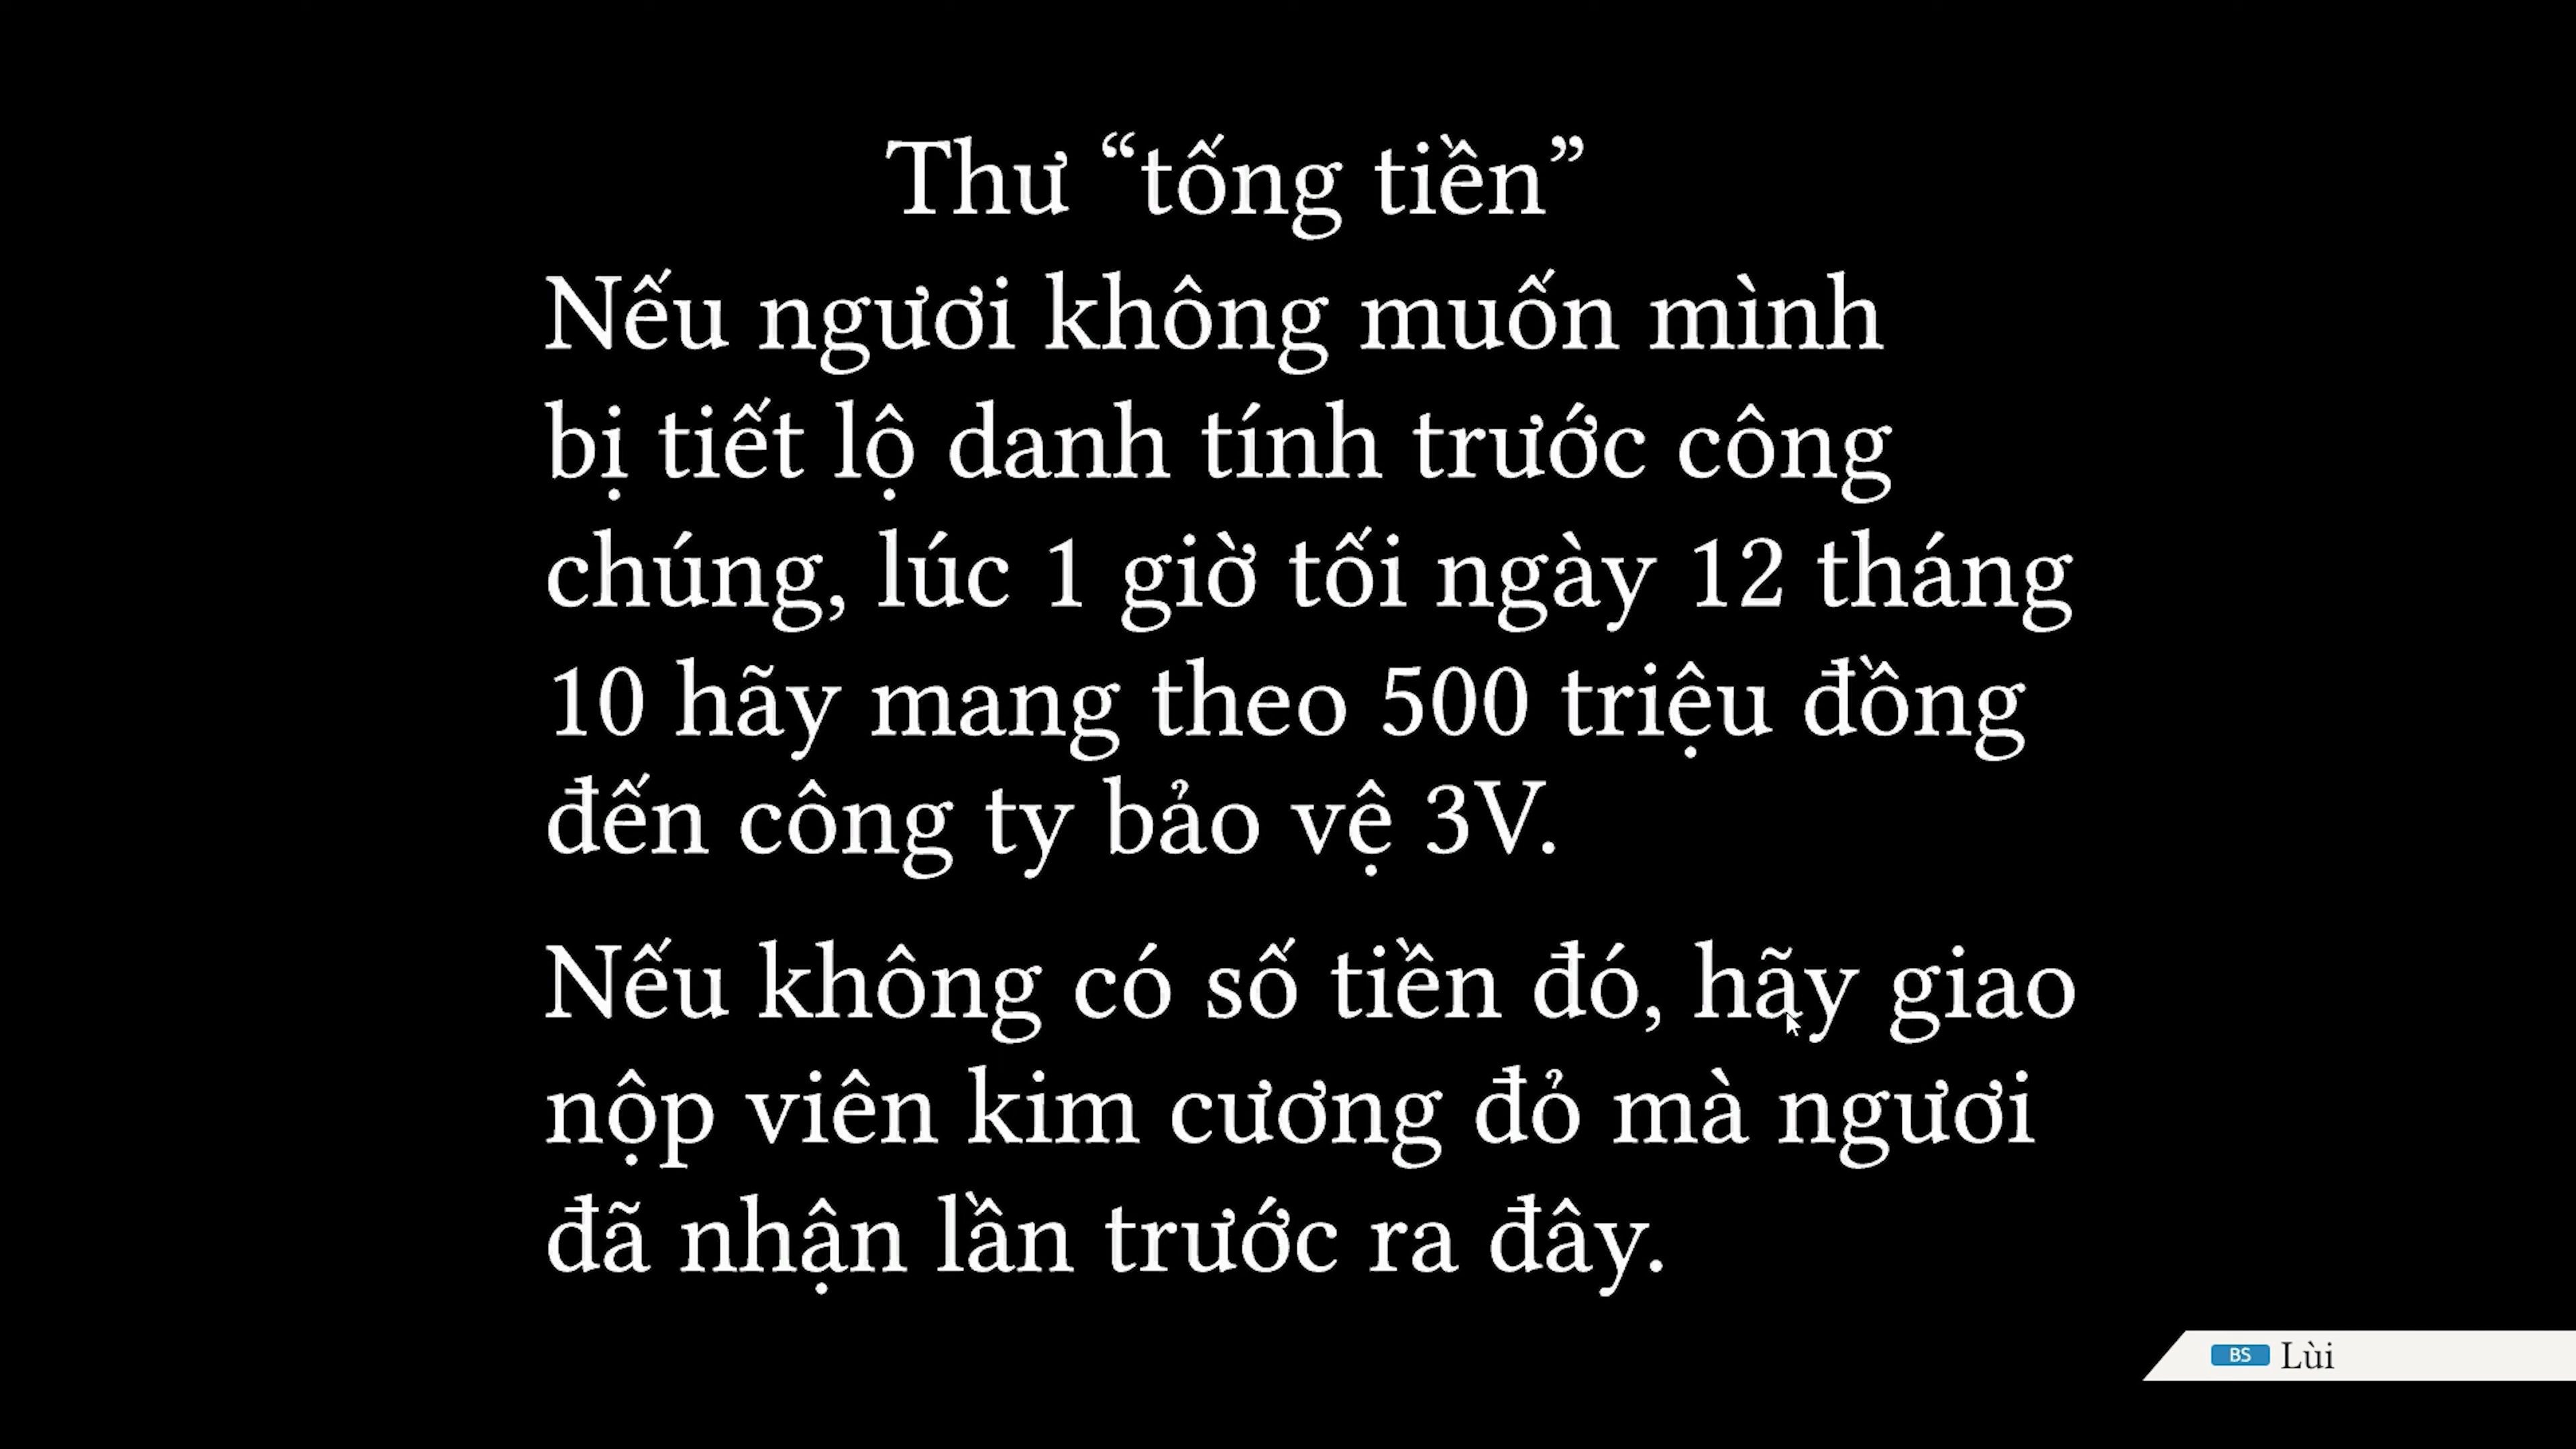 Thư “tống tiền”
Nếu ngươi không muốn mình
bị tiết lộ danh tính trước công
chúng, lúc 1 giờ tối ngày 12 tháng
10 hãy mang theo 500 triệu đồng
đến công ty bảo vệ 3V.
Nếu không có số tiền đó, hãy giao
nộp viên kim cương đỏ mà ngươi
đã nhận lần trước ra đây.
BS Lùi